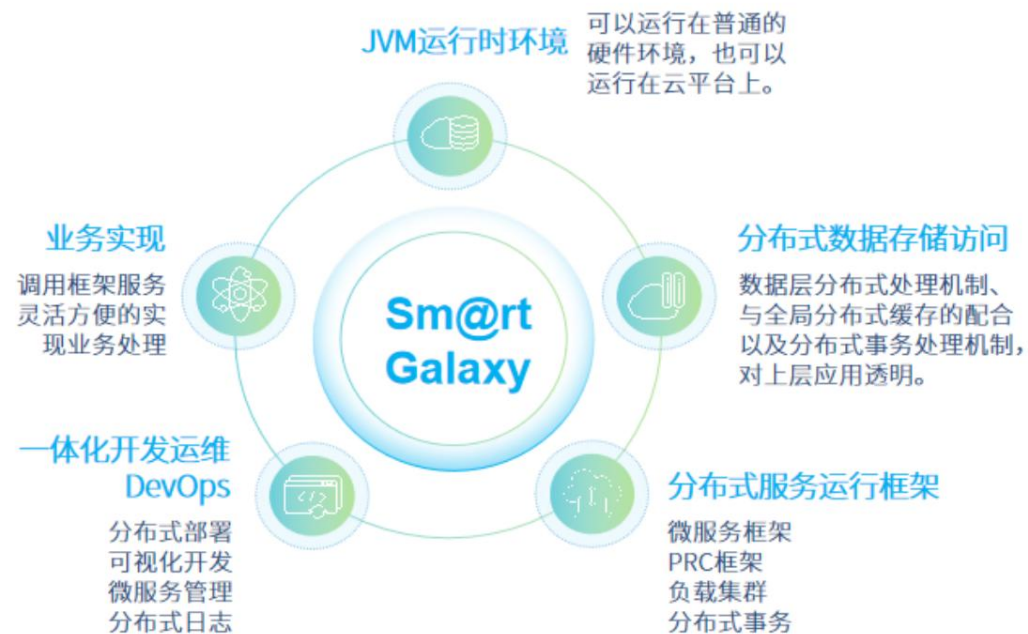 JVM运行时环境
可以运行在普通的
硬件环境，也可以
运行在云平台上。
业务实现
调用框架服务
灵活方便的实
现业务处理
Sm@rt
Galaxy
分布式数据存储访问
数据层分布式处理机制、
与全局分布式缓存的配合
以及分布式事务处理机制，
对上层应用透明。
一体化开发运维
DevOps
分布式部署
可视化开发
微服务管理
分布式日志
分布式服务运行框架
微服务框架
PRC框架
负载集群
分布式事务